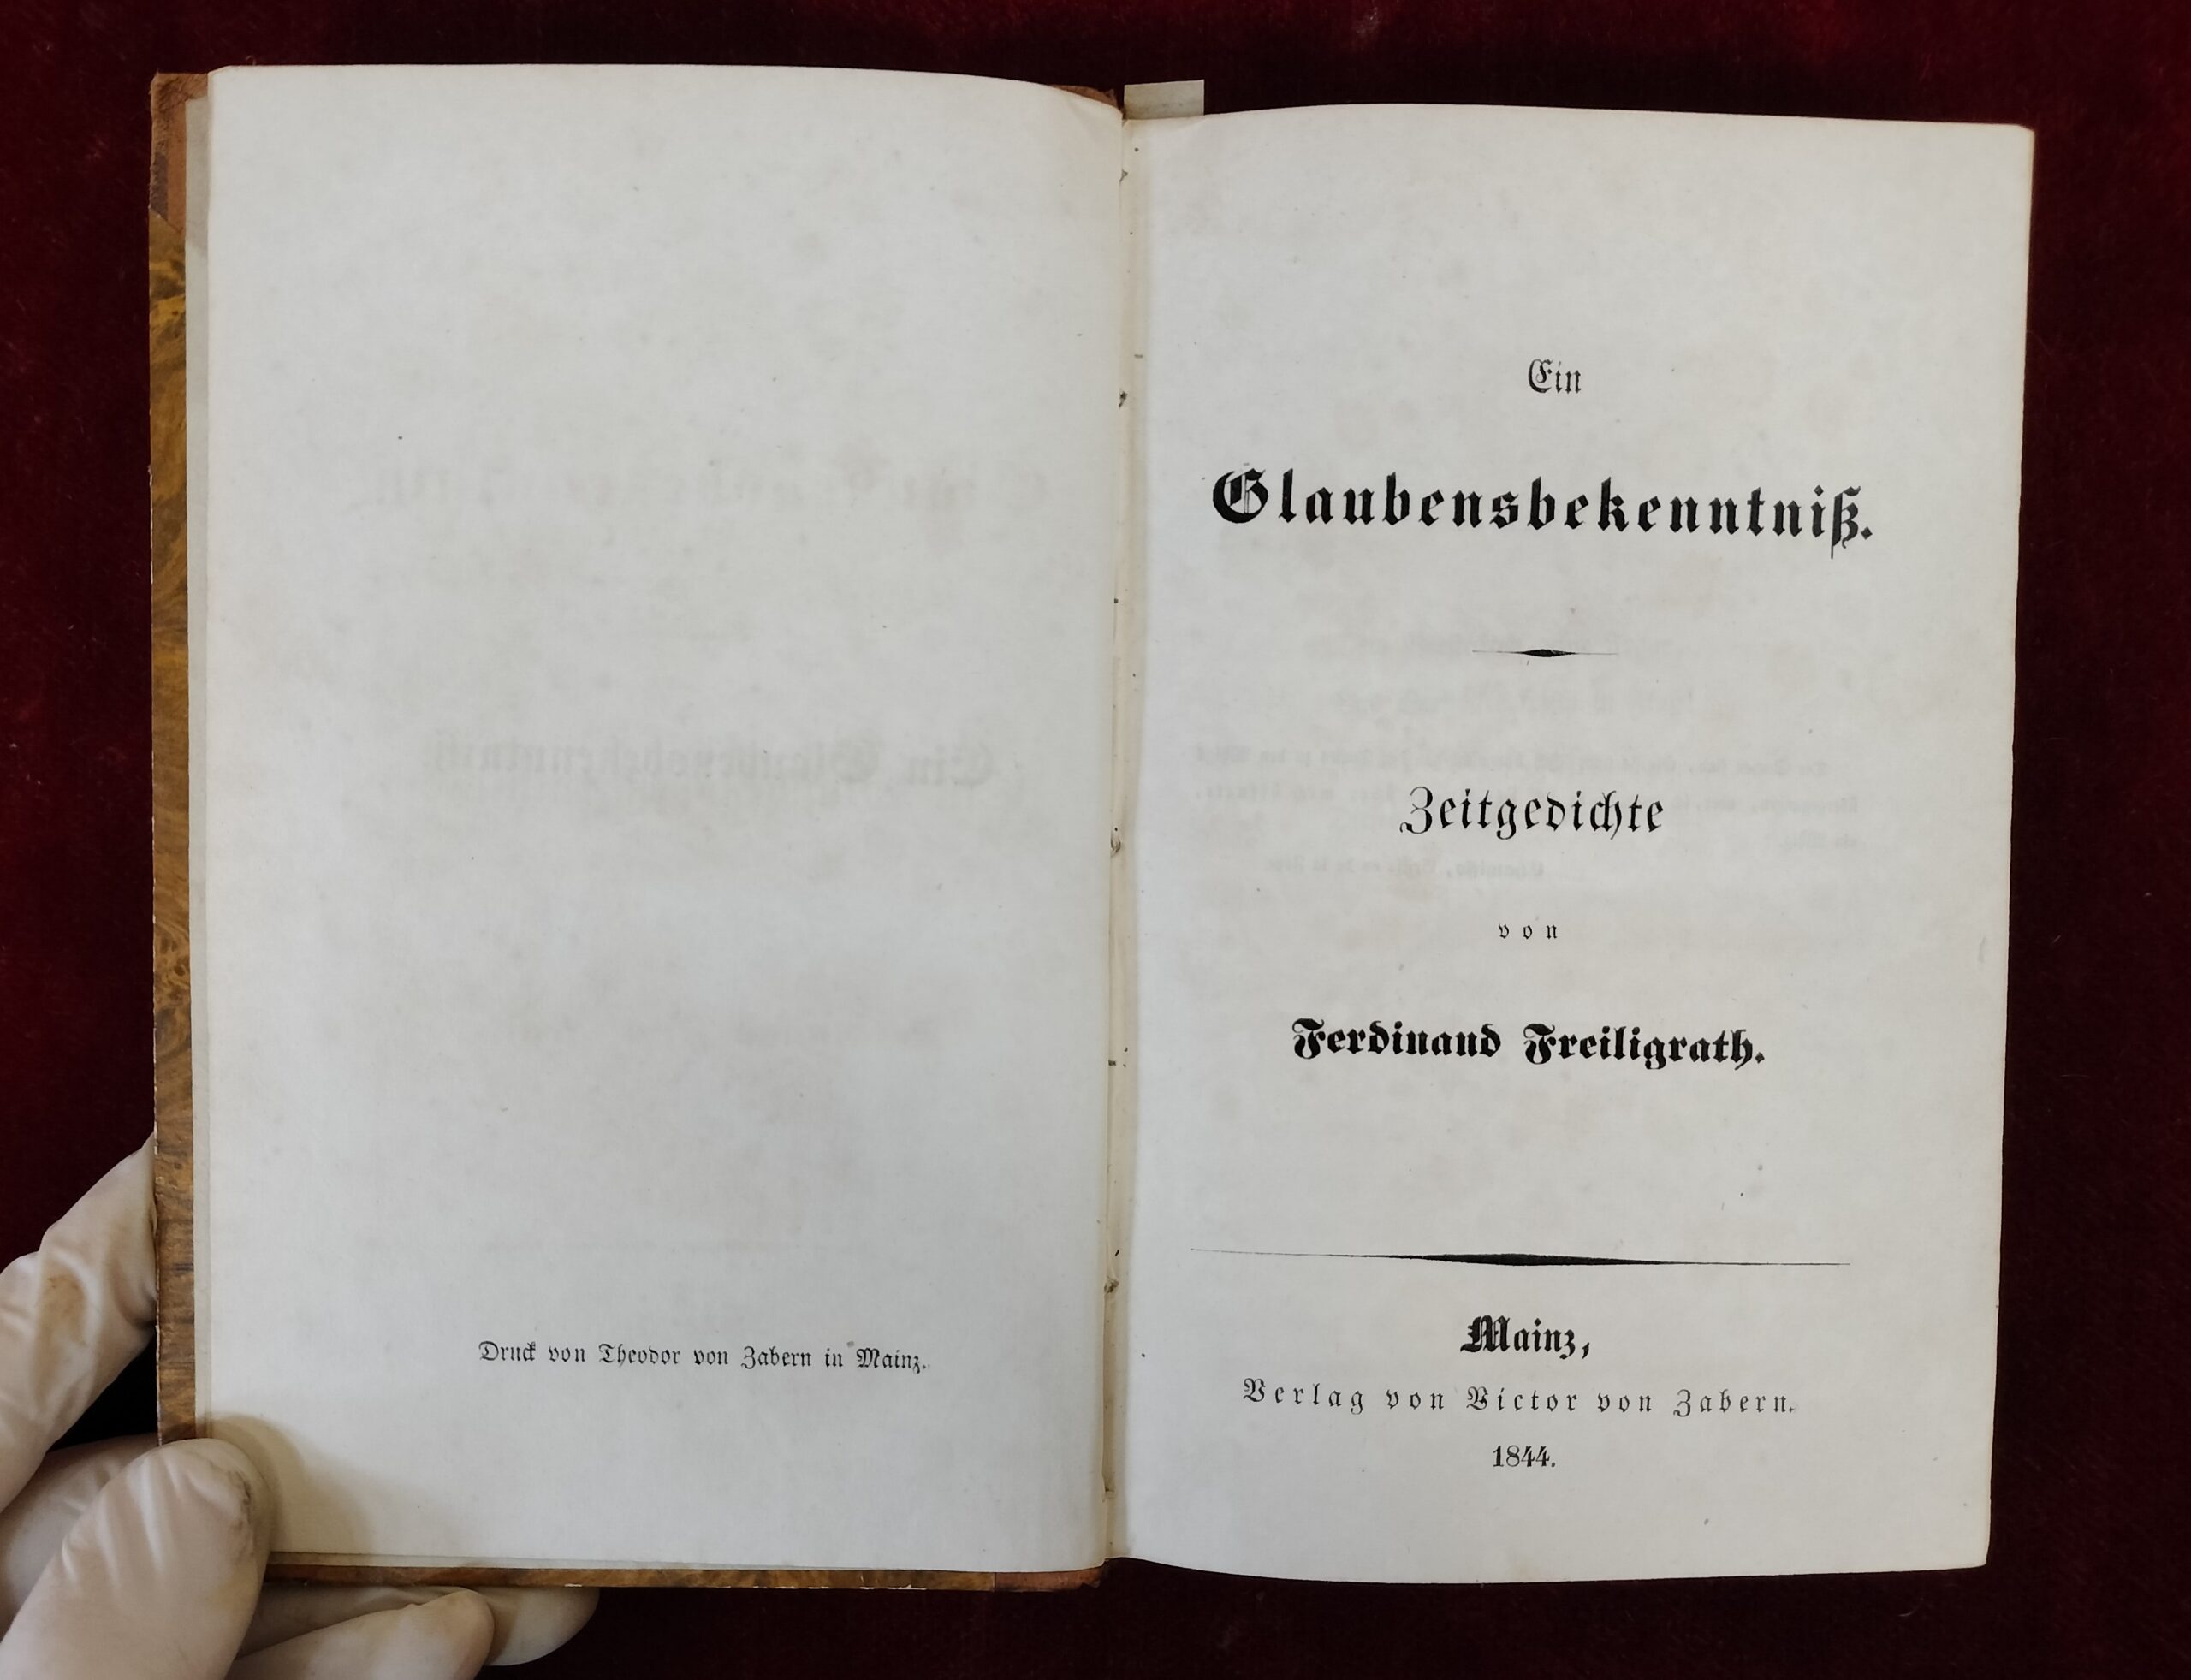 Druck von Theodor von Zabern in Mainz.
Ein
Glaubensbekenntniß.
Zeitgedichte
von
Ferdinand Freiligrath.
Mainz,
Verlag von Victor von Zabern.
1844.